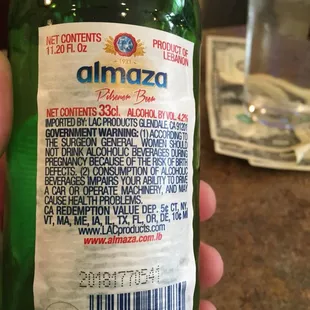 NET CONTENTS
11.20 FL. Oz
PRODUCT OF
LEBANON
almaza
Pilsener Beer
NET CONTENTS 33cl. ALCOHOL BY VOL. 4.2%
IMPORTED BY: LAC PRODUCTS GLENDALE, CA 91201
GOVERNMENT WARNING: (1) ACCORDING TO
THE SURGEON GENERAL, WOMEN SHOULD
NOT DRINK ALCOHOLIC BEVERAGES DURING
PREGNANCY BECAUSE OF THE RISK OF BIRTH
DEFECTS. (2) CONSUMPTION OF ALCOHOLIC
BEVERAGES IMPAIRS YOUR ABILITY TO DRIVE
A CAR OR OPERATE MACHINERY, AND MAY
CAUSE HEALTH PROBLEMS.
CA REDEMPTION VALUE DEP. 5¢ CT, NY,
VT, MA, ME, IA, IL, TX, FL, OR, DE, 10¢ MI
www.LACproducts.com
www.almaza.com.lb
20181770541